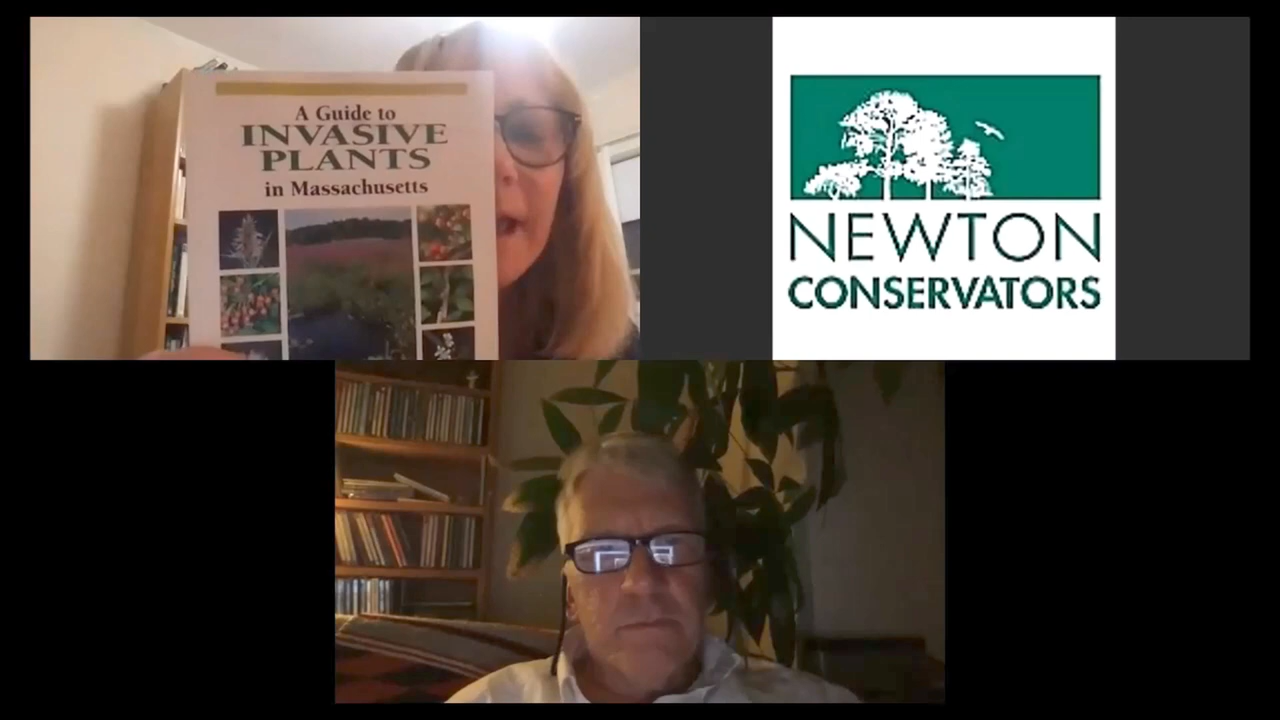 A Guide to
INVASIVE
PLANTS
in Massachusetts
NEWTON
CONSERVATORS